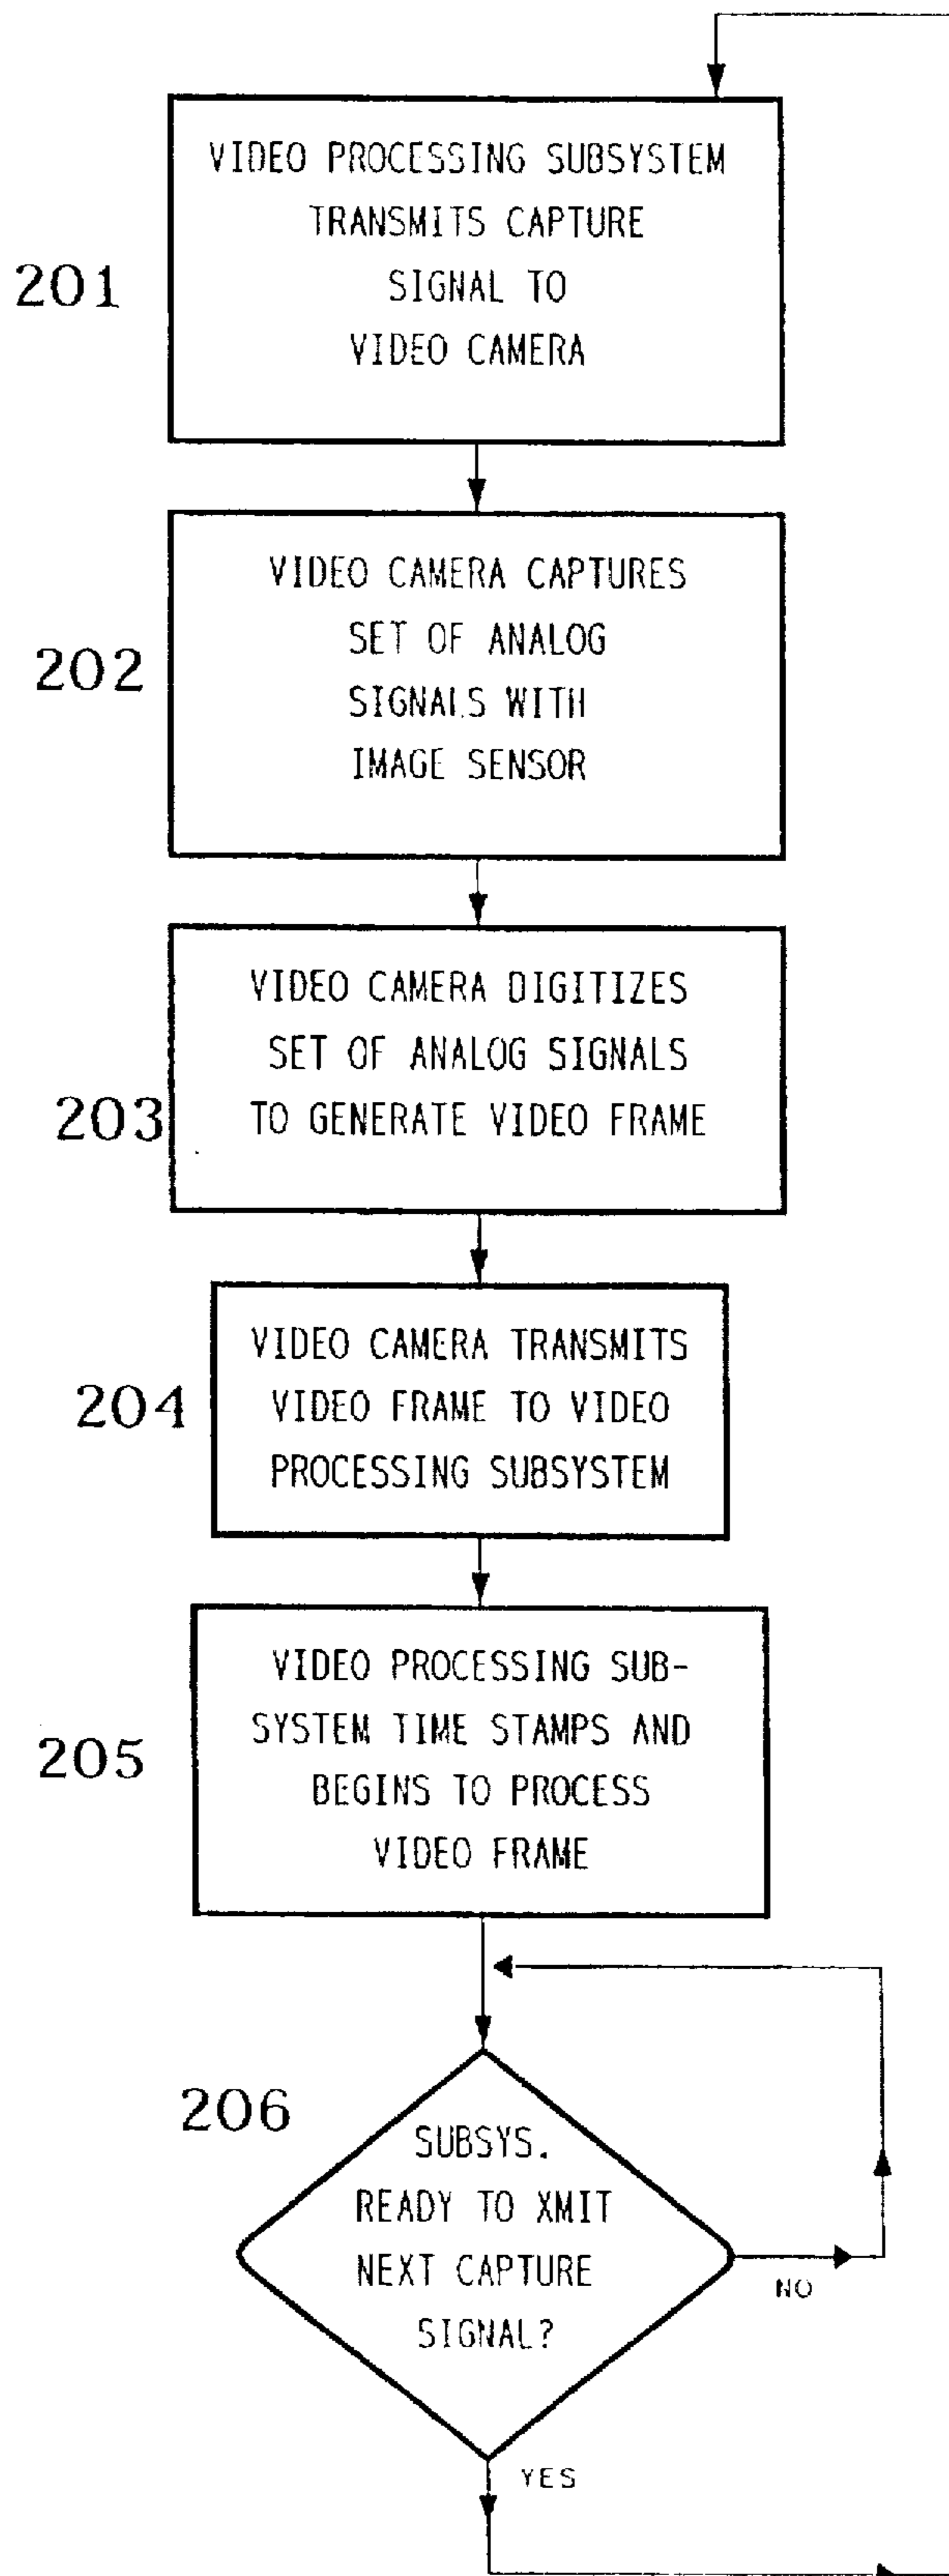 VIDEO PROCESSING SUBSYSTEM
TRANSMITS CAPTURE
SIGNAL TO
VIDEO CAMERA
201
VIDEO CAMERA CAPTURES
SET OF ANALOG
SIGNALS WITH
IMAGE SENSOR
202
VIDEO CAMERA DIGITIZES
SET OF ANALOG SIGNALS
TO GENERATE VIDEO FRAME
203
VIDEO CAMERA TRANSMITS
VIDEO FRAME TO VIDEO
PROCESSING SUBSYSTEM
204
VIDEO PROCESSING SUB-
SYSTEM TIME STAMPS AND
BEGINS TO PROCESS
VIDEO FRAME
205
206
SUBSYS.
READY TO XMIT
NEXT CAPTURE
SIGNAL?
NO
YES